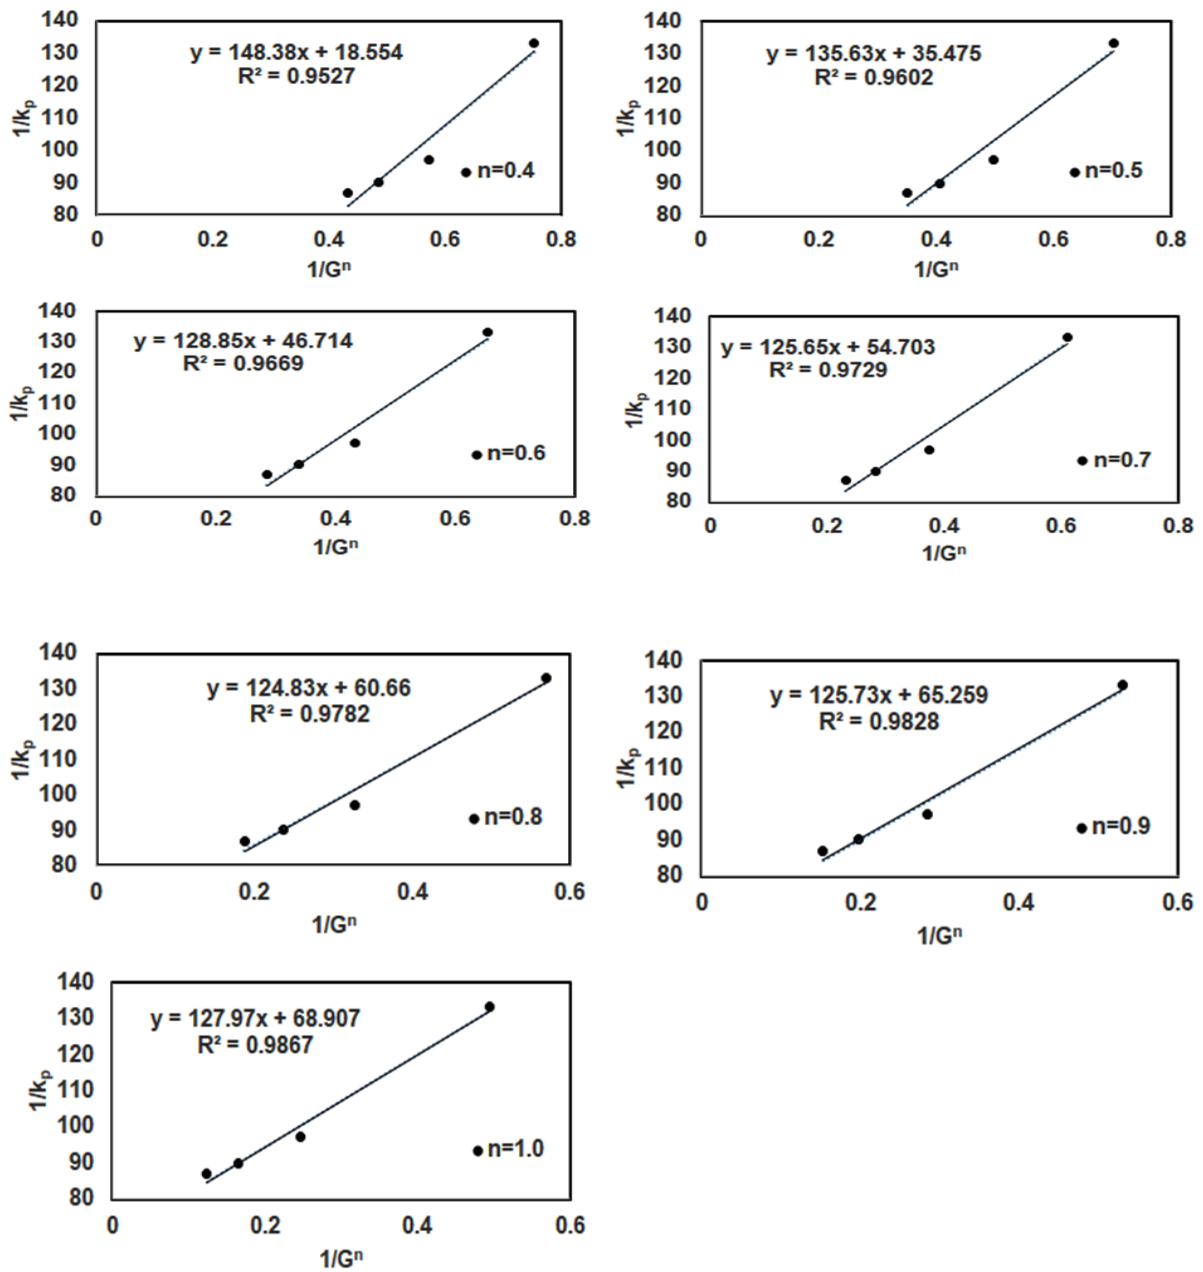 y = 148.38x + 18.554
R² = 0.9527
1/kₚ
140
130
120
110
100
90
80
n=0.4
0 0.2 0.4 0.6 0.8
1/Gⁿ
y = 135.63x + 35.475
R² = 0.9602
1/kₚ
140
130
120
110
100
90
80
n=0.5
0 0.2 0.4 0.6 0.8
1/Gⁿ
y = 128.85x + 46.714
R² = 0.9669
1/kₚ
140
130
120
110
100
90
80
n=0.6
0 0.2 0.4 0.6 0.8
1/Gⁿ
y = 125.65x + 54.703
R² = 0.9729
1/kₚ
140
130
120
110
100
90
80
n=0.7
0 0.2 0.4 0.6 0.8
1/Gⁿ
y = 124.83x + 60.66
R² = 0.9782
1/kₚ
140
130
120
110
100
90
80
n=0.8
0 0.2 0.4 0.6
1/Gⁿ
y = 125.73x + 65.259
R² = 0.9828
1/kₚ
140
130
120
110
100
90
80
n=0.9
0 0.2 0.4 0.6
1/Gⁿ
y = 127.97x + 68.907
R² = 0.9867
1/kₚ
140
130
120
110
100
90
80
n=1.0
0 0.2 0.4 0.6
1/Gⁿ